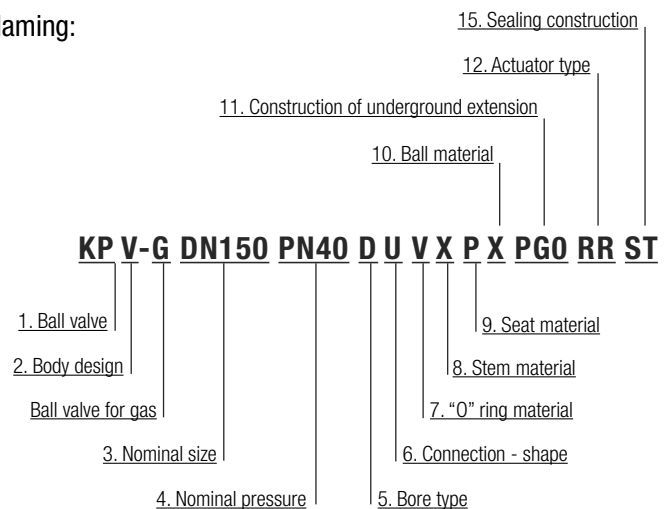 laming:
15. Sealing construction
12. Actuator type
11. Construction of underground extension
10. Ball material
KP V-G DN150 PN40 D U V X P X PG0 RR ST
1. Ball valve
9. Seat material
2. Body design
8. Stem material
Ball valve for gas
7. "O" ring material
3. Nominal size
6. Connection - shape
4. Nominal pressure
5. Bore type